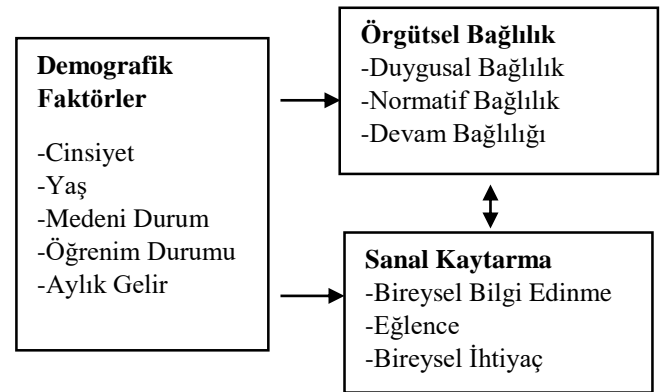 Demografik
Faktörler
-Cinsiyet
-Yaş
-Medeni Durum
-Öğrenim Durumu
-Aylık Gelir
Örgütsel Bağlılık
-Duygusal Bağlılık
-Normatif Bağlılık
-Devam Bağlılığı
Sanal Kaytarma
-Bireysel Bilgi Edinme
-Eğlence
-Bireysel İhtiyaç